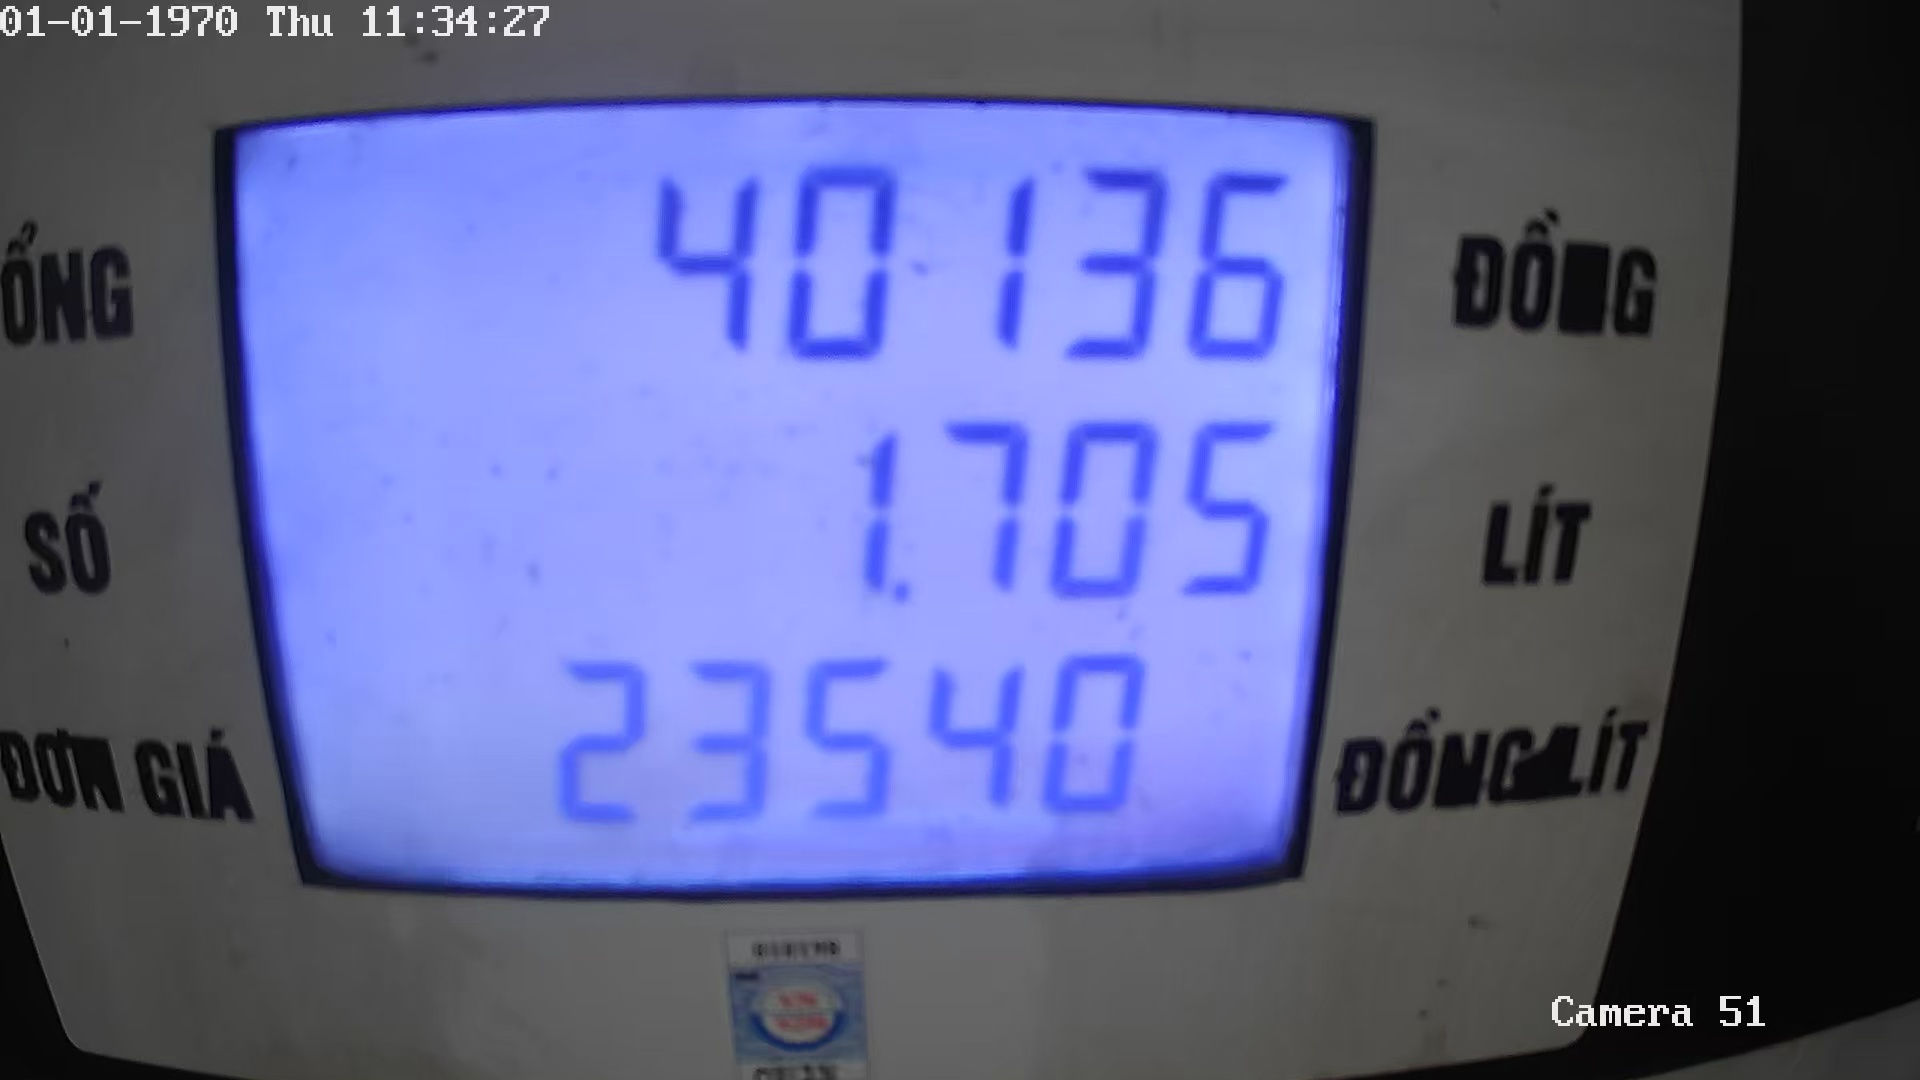 01-01-1970 Thu 11:34:27
40136 ĐỒNG
SỐ 1.705 LÍT
ĐƠN GIÁ 23540 ĐỒNG/LÍT
Camera 51